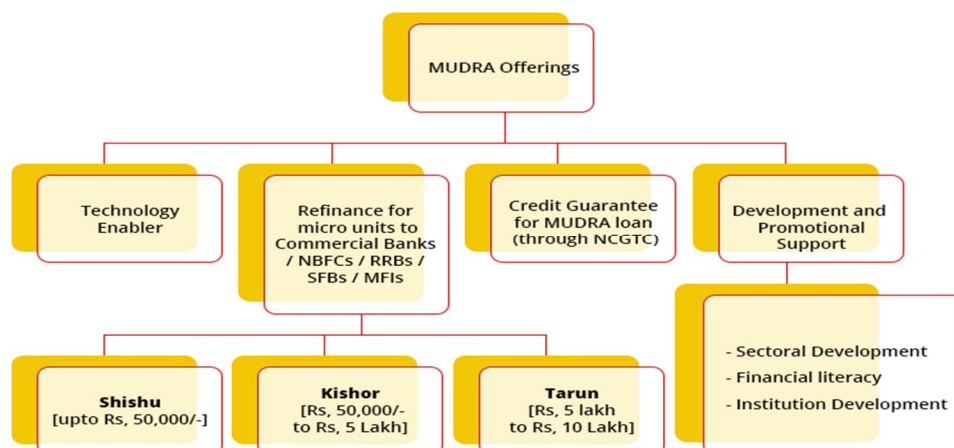 MUDRA Offerings
Technology
Enabler
Refinance for
micro units to
Commercial Banks
/ NBFCs / RRBs /
SFBs / MFIs
Credit Guarantee
for MUDRA loan
(through NCGTC)
Development and
Promotional
Support
Shishu
[upto Rs, 50,000/-]
Kishor
[Rs, 50,000/-
to Rs, 5 Lakh]
Tarun
[Rs, 5 lakh
to Rs, 10 Lakh]
- Sectoral Development
- Financial literacy
- Institution Development